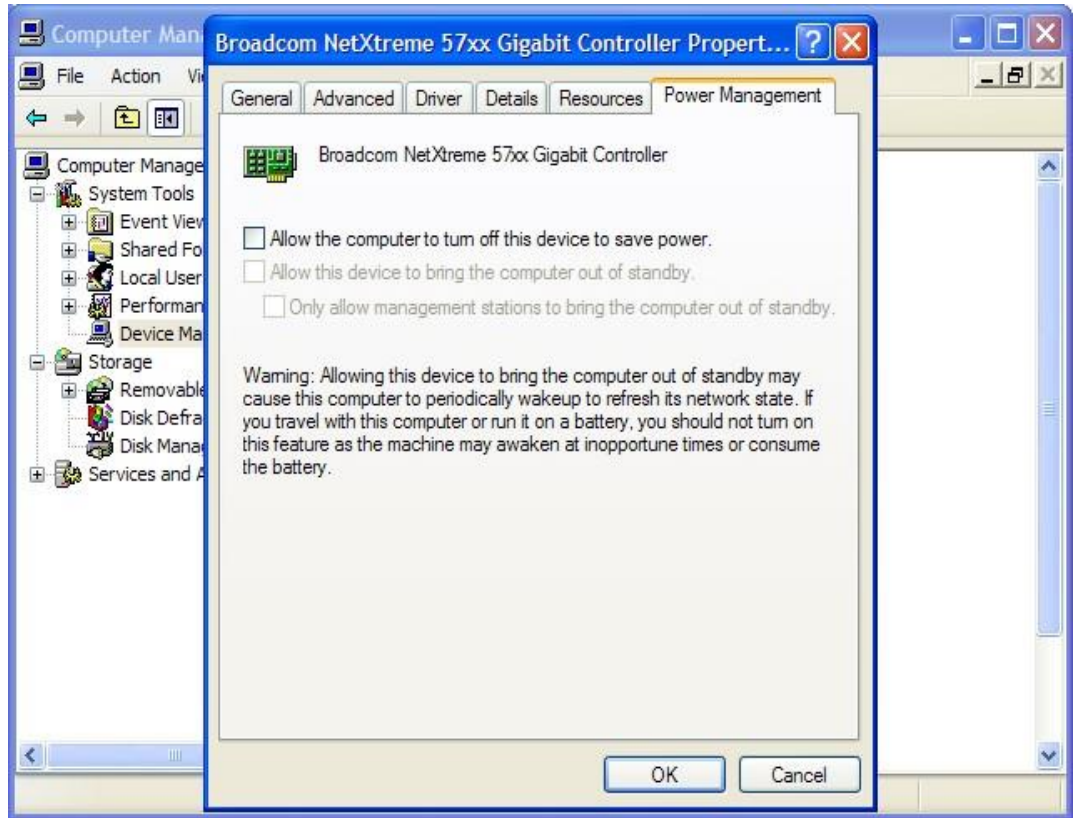 Computer Man
Broadcom NetXtreme 57xx Gigabit Controller Propert...
File Action Vi
General Advanced Driver Details Resources Power Management
Broadcom NetXtreme 57xx Gigabit Controller
Computer Manage
System Tools
Event View
Shared Fo
Local User
Performan
Device Ma
Storage
Removable
Disk Defra
Disk Manag
Services and A
Allow the computer to turn off this device to save power.
Allow this device to bring the computer out of standby.
Only allow management stations to bring the computer out of standby.
Warning: Allowing this device to bring the computer out of standby may
cause this computer to periodically wakeup to refresh its network state. If
you travel with this computer or run it on a battery, you should not turn on
this feature as the machine may awaken at inopportune times or consume
the battery.
OK Cancel